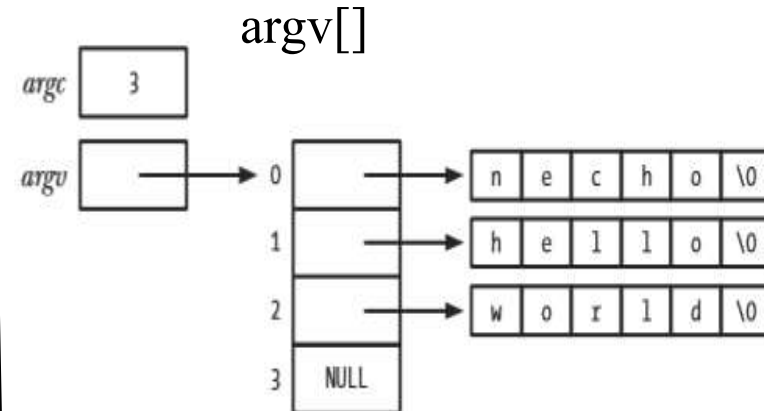 argv[]
argc 3
argv 0 n e c h o \0
1 h e l l o \0
2 w o r l d \0
3 NULL